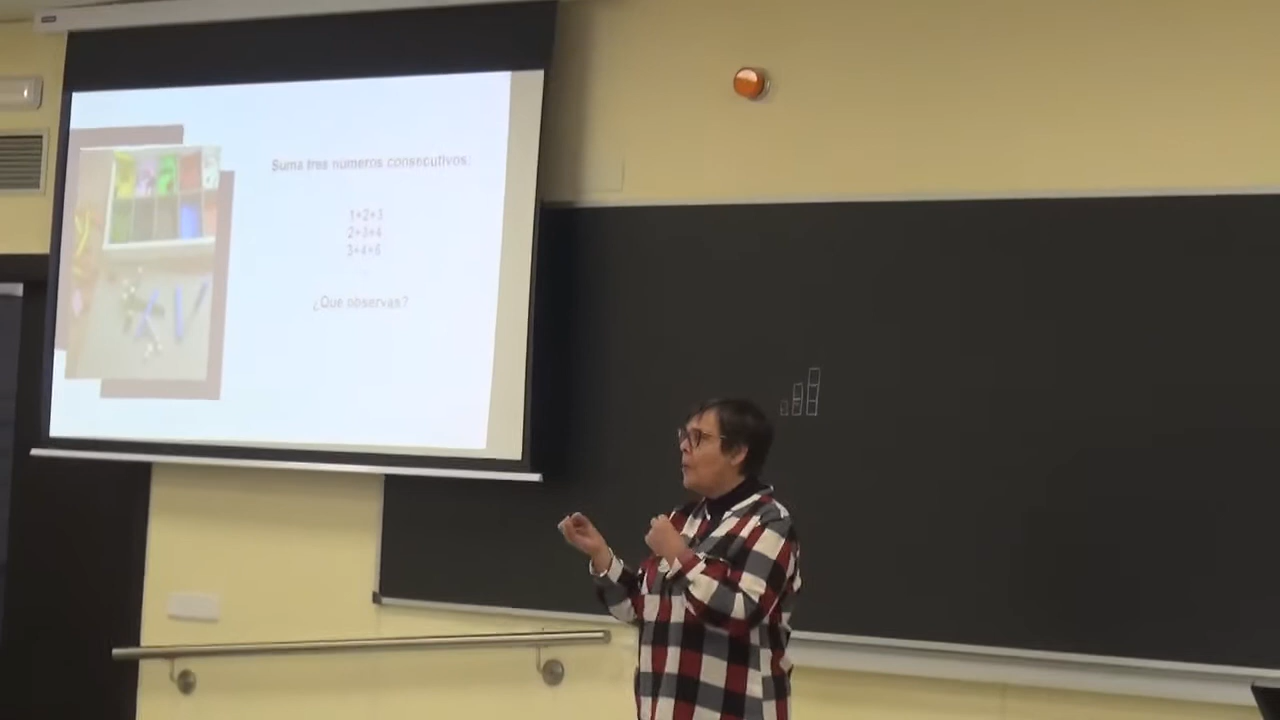 Suma tres números consecutivos:
1+2+3
2+3+4
3+4+5
...
¿Que observas?